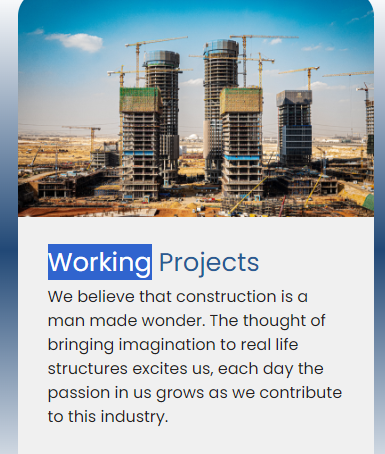 Working Projects
We believe that construction is a
man made wonder. The thought of
bringing imagination to real life
structures excites us, each day the
passion in us grows as we contribute
to this industry.